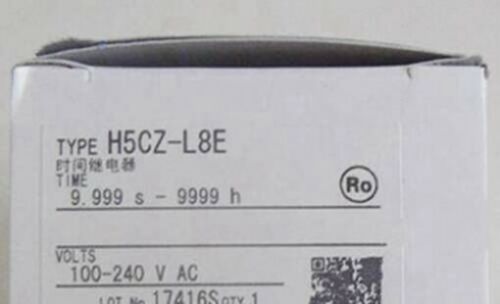 TYPE H5CZ-L8E
时间继电器
TIME
9.999 s - 9999 h
Ro
VOLTS
100-240 V AC
LOT No 17416S QTY 1